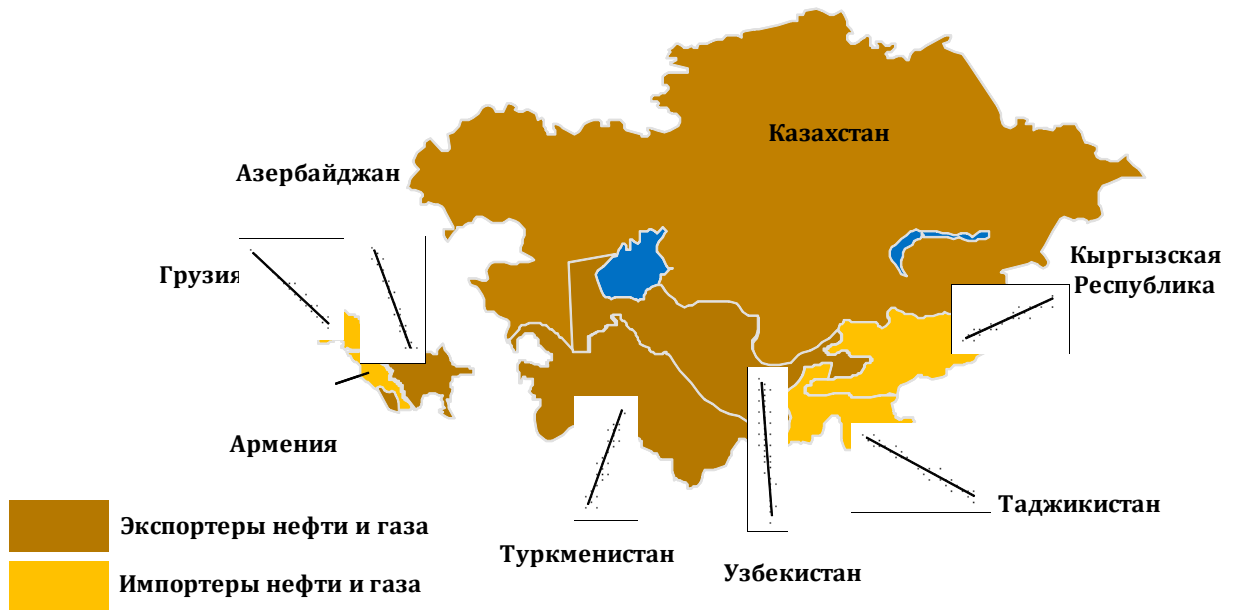 Казахстан
Азербайджан
Кыргызская
Республика
Грузия
Армения
Таджикистан
Экспортеры нефти и газа
Туркменистан
Узбекистан
Импортеры нефти и газа